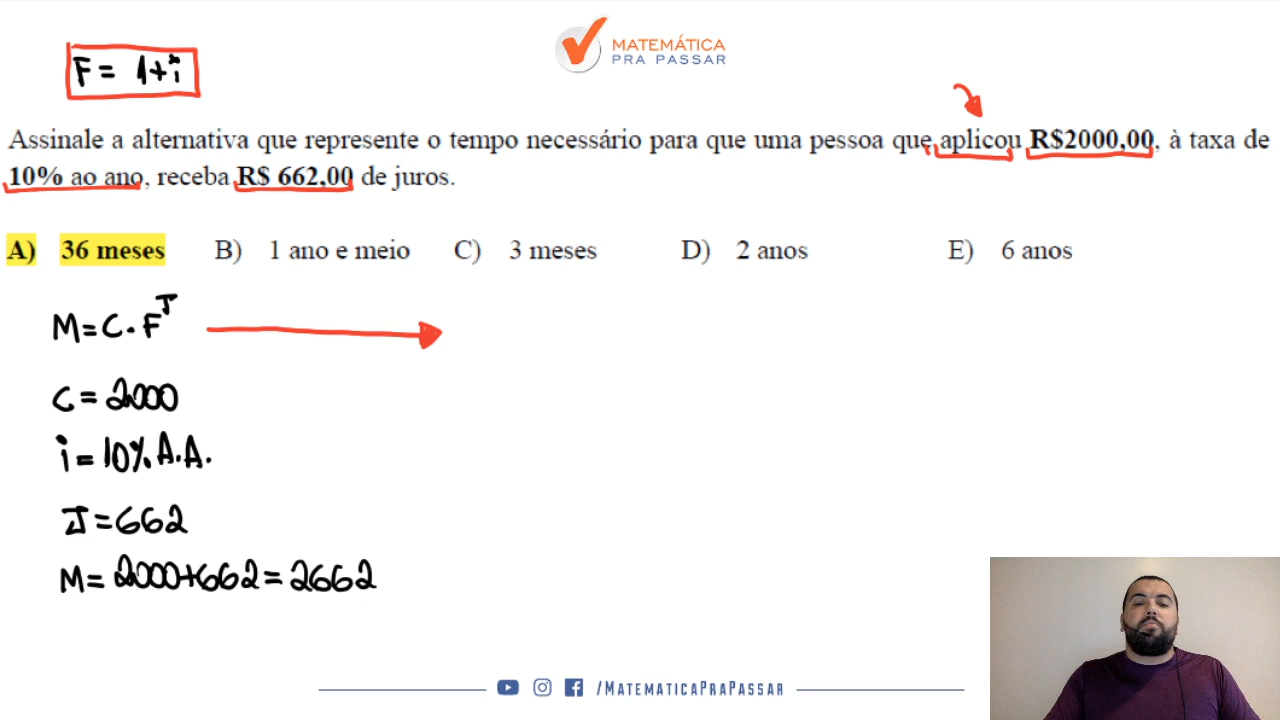 MATEMÁTICA
PRA PASSAR
F = 1+i
Assinale a alternativa que represente o tempo necessário para que uma pessoa que aplicou R$2000,00, à taxa de
10% ao ano, receba R$ 662,00 de juros.
A) 36 meses B) 1 ano e meio C) 3 meses D) 2 anos E) 6 anos
M = C . F^T
C = 2000
i = 10% A.A.
J = 662
M = 2000+662 = 2662
/MATEMATICAPRAPASSAR